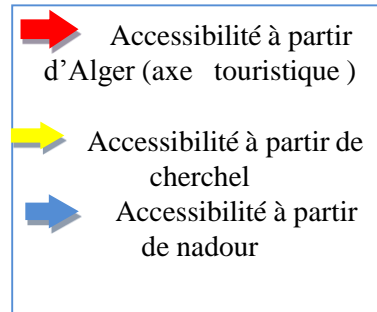 Accessibilité à partir
d’Alger (axe touristique )
Accessibilité à partir de
cherchel
Accessibilité à partir
de nadour